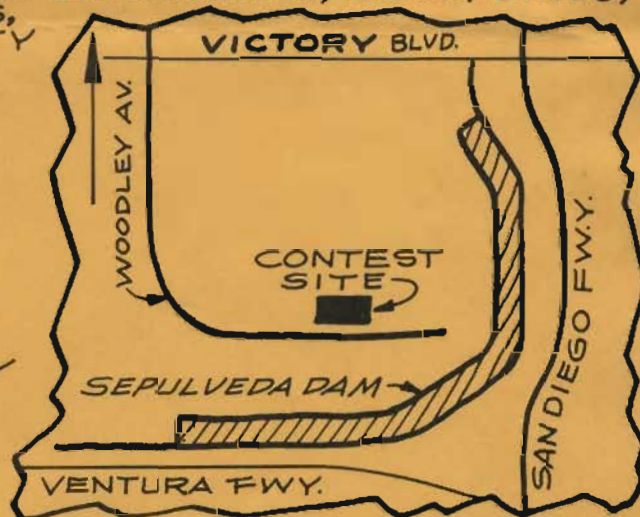 VICTORY BLVD.
WOODLEY AV.
CONTEST
SITE
SEPULVEDA DAM
SAN DIEGO FWY.
VENTURA FWY.